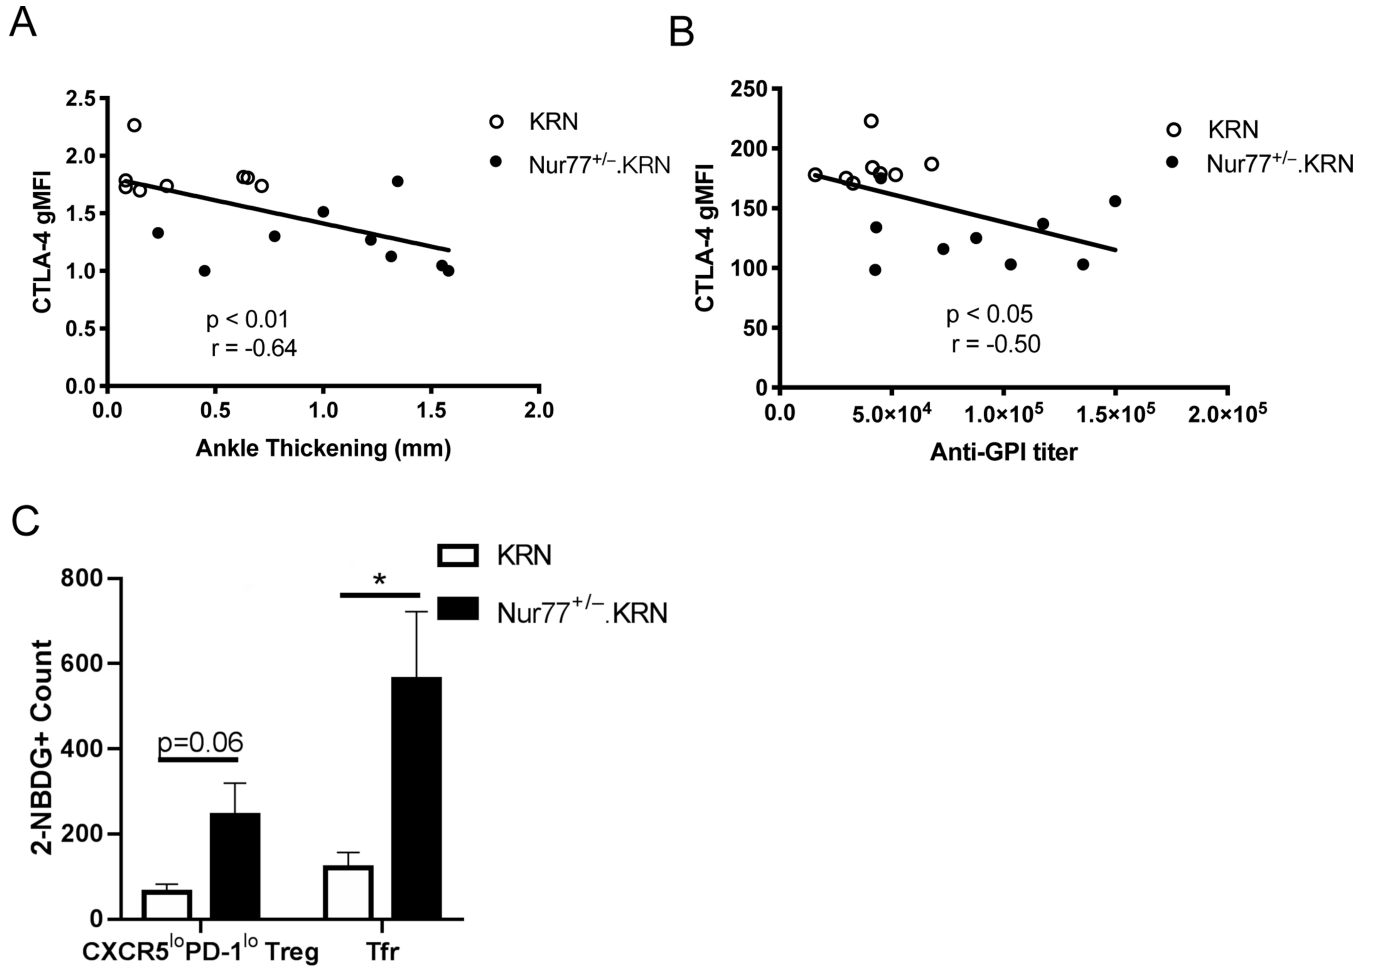 A
CTLA-4 gMFI
2.5
2.0
1.5
1.0
0.5
0.0
0.0 0.5 1.0 1.5 2.0
Ankle Thickening (mm)
KRN
Nur77+/−.KRN
p < 0.01
r = -0.64
B
CTLA-4 gMFI
250
200
150
100
50
0
0.0 5.0×10⁴ 1.0×10⁵ 1.5×10⁵ 2.0×10⁵
Anti-GPI titer
KRN
Nur77+/−.KRN
p < 0.05
r = -0.50
C
2-NBDG+ Count
800
600
400
200
0
p=0.06
*
KRN
Nur77+/−.KRN
CXCR5loPD-1lo Treg Tfr